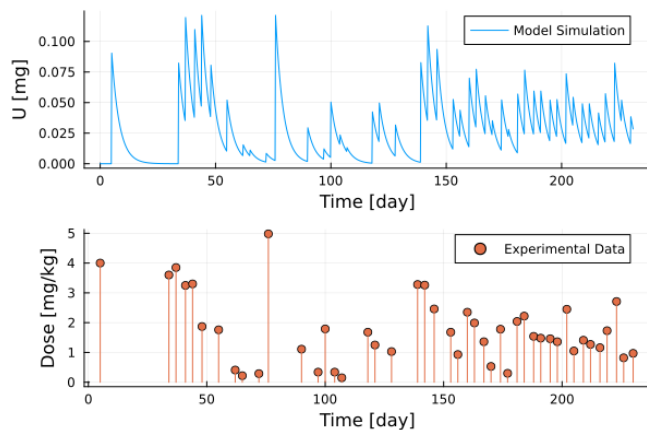 0.100
0.075
0.050
0.025
0.000
U [mg]
Model Simulation
0 50 100 150 200
Time [day]
5
4
3
2
1
0
Dose [mg/kg]
Experimental Data
0 50 100 150 200
Time [day]